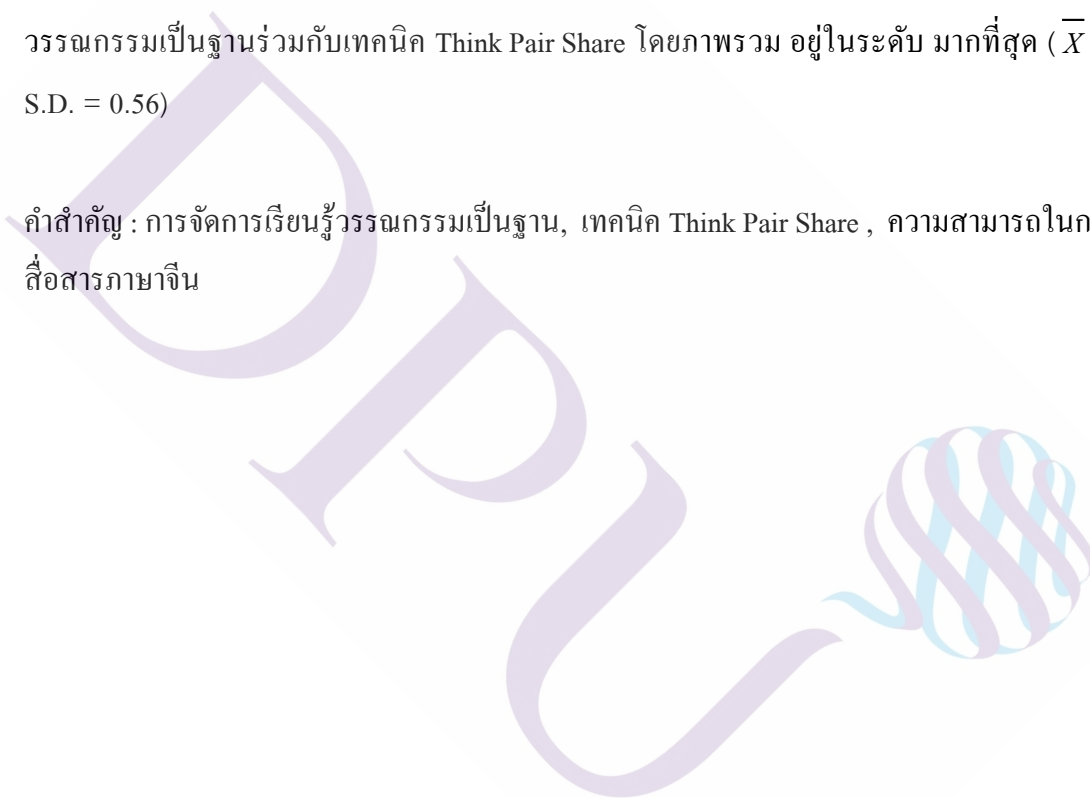 วรรณกรรมเป็นฐานร่วมกับเทคนิค Think Pair Share โดยภาพรวม อยู่ในระดับ มากที่สุด ( X̅
S.D. = 0.56)
คำสำคัญ : การจัดการเรียนรู้วรรณกรรมเป็นฐาน, เทคนิค Think Pair Share , ความสามารถในก
สื่อสารภาษาจีน
DPU